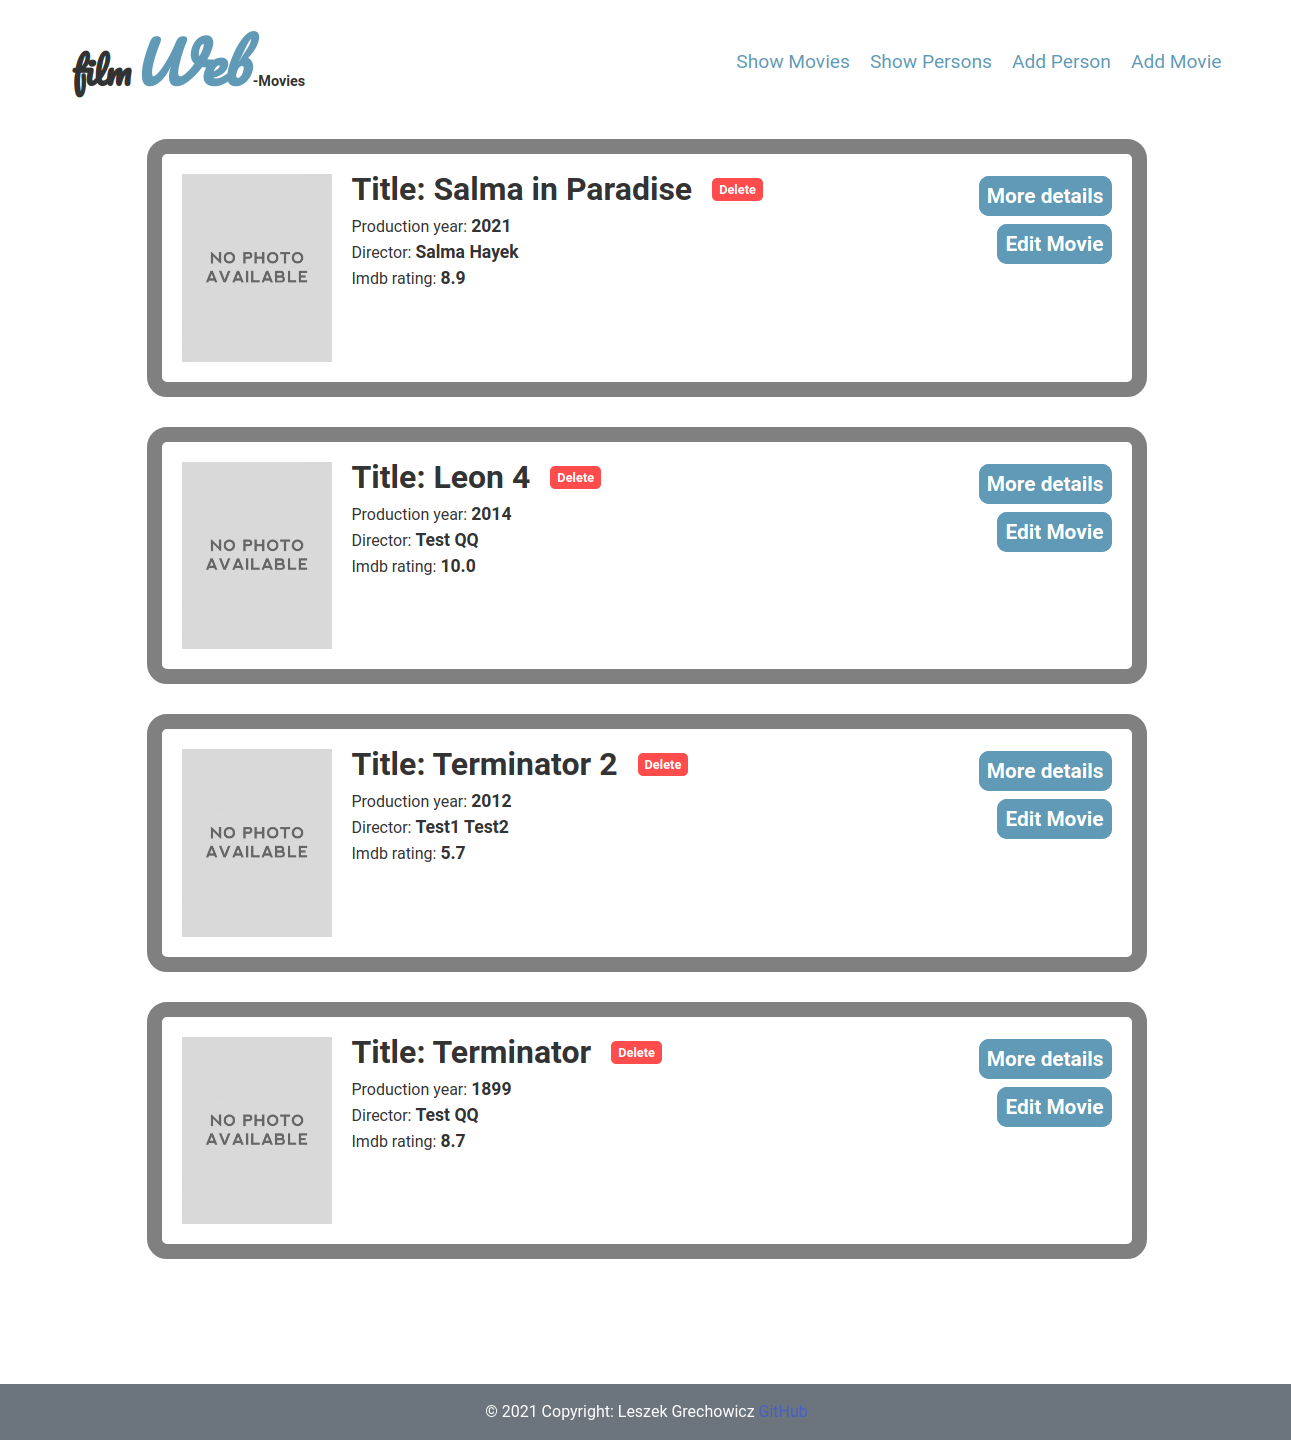 film Web -Movies
Show Movies Show Persons Add Person Add Movie
NO PHOTO
AVAILABLE
Title: Salma in Paradise Delete
Production year: 2021
Director: Salma Hayek
Imdb rating: 8.9
More details
Edit Movie
NO PHOTO
AVAILABLE
Title: Leon 4 Delete
Production year: 2014
Director: Test QQ
Imdb rating: 10.0
More details
Edit Movie
NO PHOTO
AVAILABLE
Title: Terminator 2 Delete
Production year: 2012
Director: Test1 Test2
Imdb rating: 5.7
More details
Edit Movie
NO PHOTO
AVAILABLE
Title: Terminator Delete
Production year: 1899
Director: Test QQ
Imdb rating: 8.7
More details
Edit Movie
© 2021 Copyright: Leszek Grechowicz GitHub